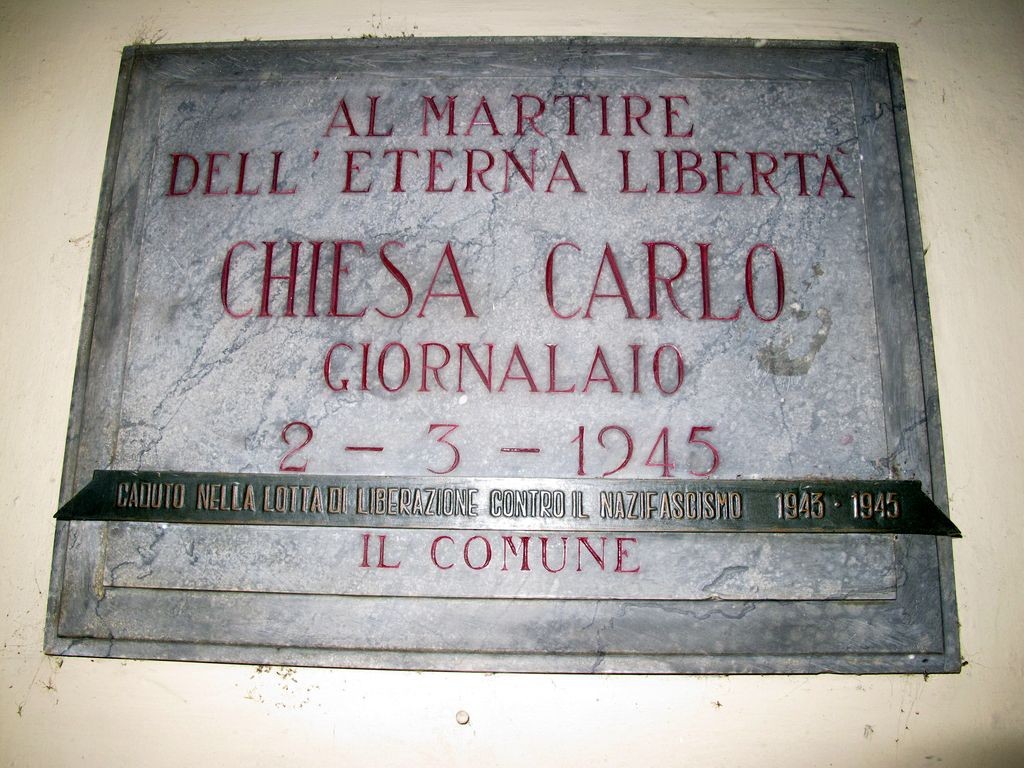 AL MARTIRE
DELL' ETERNA LIBERTÀ
CHIESA CARLO
GIORNALAIO
2 - 3 - 1945
CADUTO NELLA LOTTA DI LIBERAZIONE CONTRO IL NAZIFASCISMO 1943 - 1945
IL COMUNE